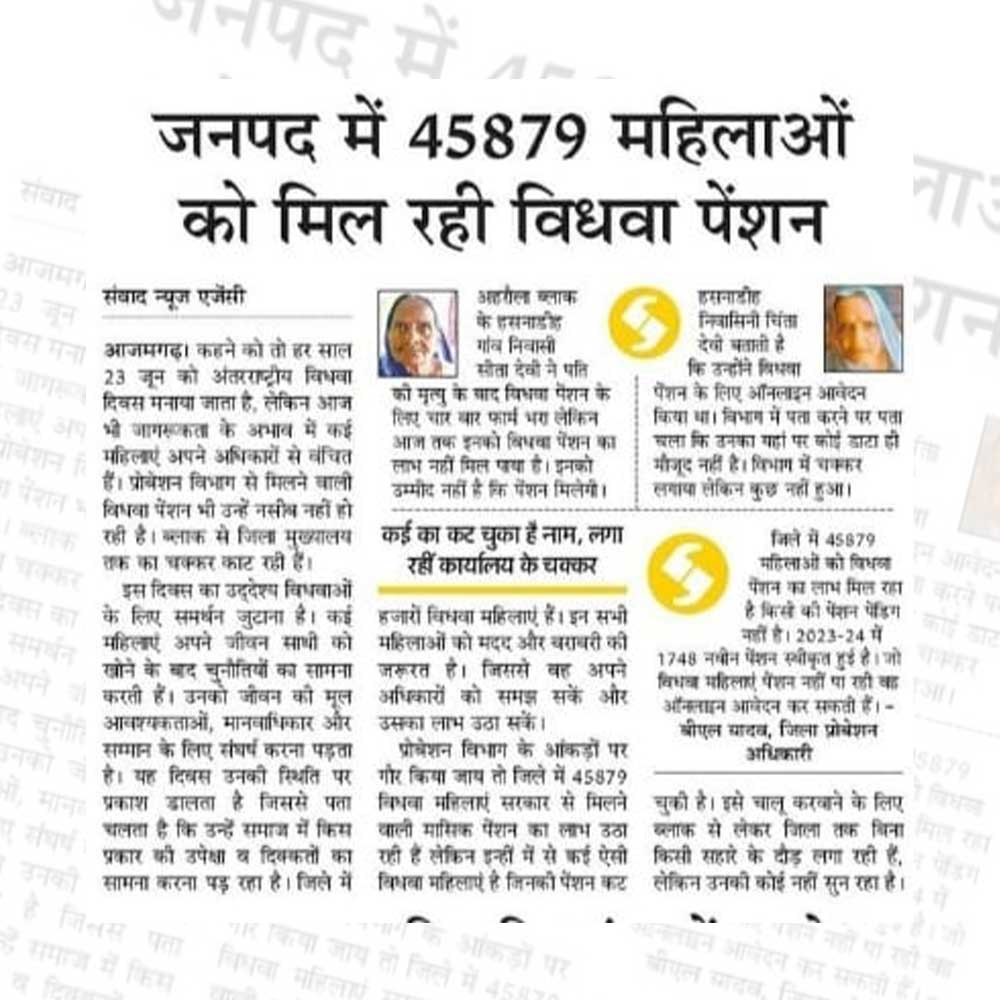 जनपद में 45879 महिलाओं
को मिल रही विधवा पेंशन
संवाद न्यूज एजेंसी
आजमगढ़। कहने को तो हर साल
23 जून को अंतरराष्ट्रीय विधवा
दिवस मनाया जाता है, लेकिन आज
भी जागरूकता के अभाव में कई
महिलाएं अपने अधिकारों से वंचित
हैं। प्रोबेशन विभाग से मिलने वाली
विधवा पेंशन भी उन्हें नसीब नहीं हो
रही है। ब्लाक से जिला मुख्यालय
तक का चक्कर काट रही हैं।
इस दिवस का उद्देश्य विधवाओं
के लिए समर्थन जुटाना है। कई
महिलाएं अपने जीवन साथी को
खोने के बाद चुनौतियों का सामना
करती हैं। उनको जीवन की मूल
आवश्यकताओं, मानवाधिकार और
सम्मान के लिए संघर्ष करना पड़ता
है। यह दिवस उनकी स्थिति पर
प्रकाश डालता है जिससे पता
चलता है कि उन्हें समाज में किस
प्रकार की उपेक्षा व दिक्कतों का
सामना करना पड़ रहा है। जिले में
अहरौला ब्लाक
के हसनाडीह
गांव निवासी
सीता देवी ने पति
की मृत्यु के बाद विधवा पेंशन के
लिए चार बार फार्म भरा लेकिन
आज तक इनको विधवा पेंशन का
लाभ नहीं मिल पाया है। इनको
उम्मीद नहीं है कि पेंशन मिलेगी।
हसनाडीह
निवासिनी चिंता
देवी बताती है
कि उन्होंने विधवा
पेंशन के लिए ऑनलाइन आवेदन
किया था। विभाग में पता करने पर पता
चला कि उनका यहां पर कोई डाटा ही
मौजूद नहीं है। विभाग में चक्कर
लगाया लेकिन कुछ नहीं हुआ।
कई का कट चुका है नाम, लगा
रहीं कार्यालय के चक्कर
हजारों विधवा महिलाएं हैं। इन सभी
महिलाओं को मदद और बराबरी की
जरूरत है। जिससे वह अपने
अधिकारों को समझ सकें और
उसका लाभ उठा सकें।
प्रोबेशन विभाग के आंकड़ों पर
गौर किया जाय तो जिले में 45879
विधवा महिलाएं सरकार से मिलने
वाली मासिक पेंशन का लाभ उठा
रही हैं लेकिन इन्हीं में से कई ऐसी
विधवा महिलाएं है जिनकी पेंशन कट
जिले में 45879
महिलाओं को विधवा
पेंशन का लाभ मिल रहा
है किसी की पेंशन पेंडिंग
नहीं है। 2023-24 में
1748 नवीन पेंशन स्वीकृत हुई है। जो
विधवा महिलाएं पेंशन नहीं पा रही वह
ऑनलाइन आवेदन कर सकती हैं। –
बीएल यादव, जिला प्रोबेशन
अधिकारी
चुकी है। इसे चालू करवाने के लिए
ब्लाक से लेकर जिला तक बिना
किसी सहारे के दौड़ लगा रही हैं,
लेकिन उनकी कोई नहीं सुन रहा है।